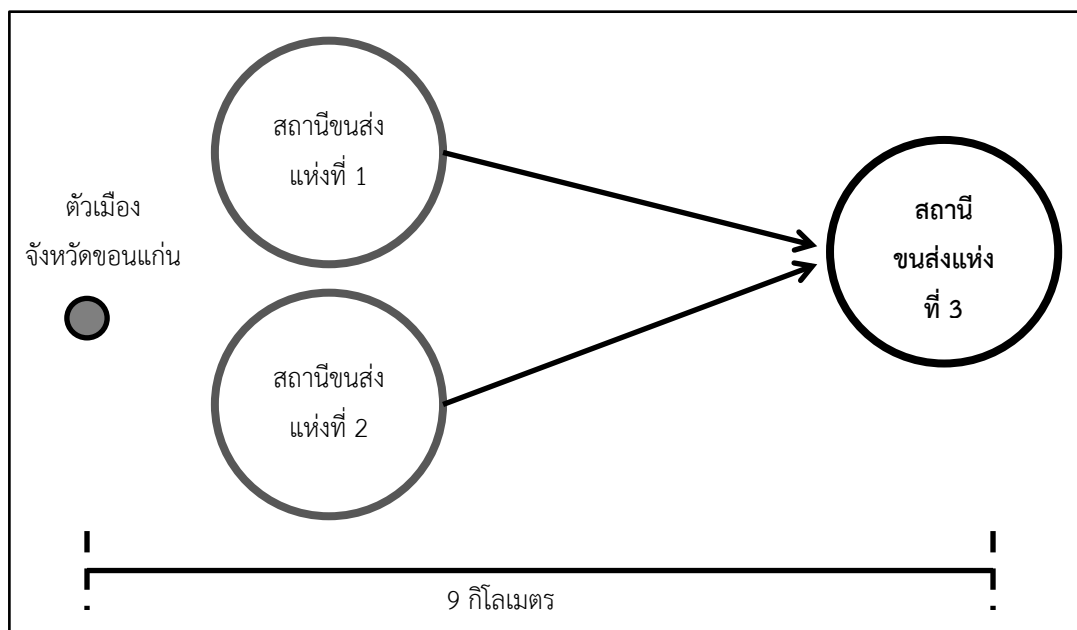 สถานีขนส่ง
แห่งที่ 1
ตัวเมือง
จังหวัดขอนแก่น
สถานี
ขนส่งแห่ง
ที่ 3
สถานีขนส่ง
แห่งที่ 2
9 กิโลเมตร